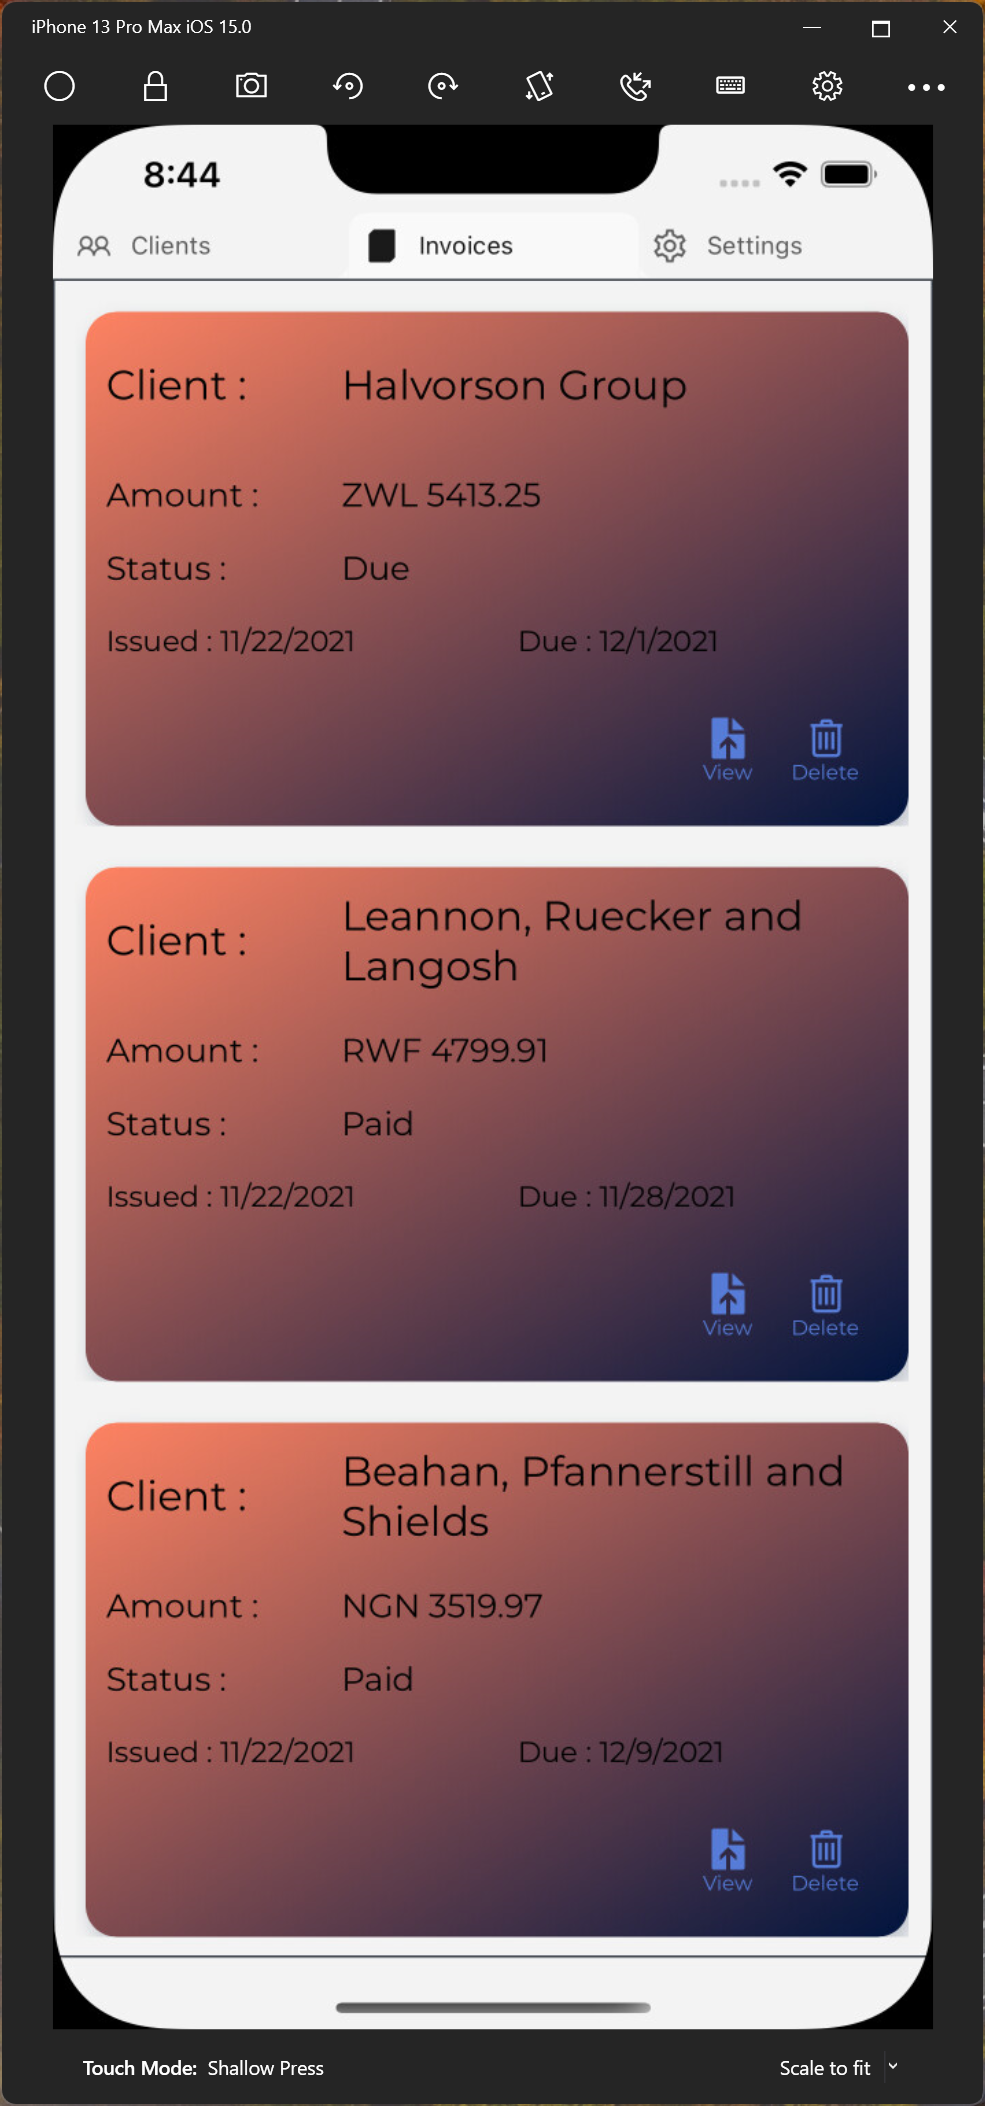 iPhone 13 Pro Max iOS 15.0
8:44
Clients Invoices Settings
Client : Halvorson Group
Amount : ZWL 5413.25
Status : Due
Issued : 11/22/2021 Due : 12/1/2021
View Delete
Client : Leannon, Ruecker and
Langosh
Amount : RWF 4799.91
Status : Paid
Issued : 11/22/2021 Due : 11/28/2021
View Delete
Client : Beahan, Pfannerstill and
Shields
Amount : NGN 3519.97
Status : Paid
Issued : 11/22/2021 Due : 12/9/2021
View Delete
Touch Mode: Shallow Press Scale to fit